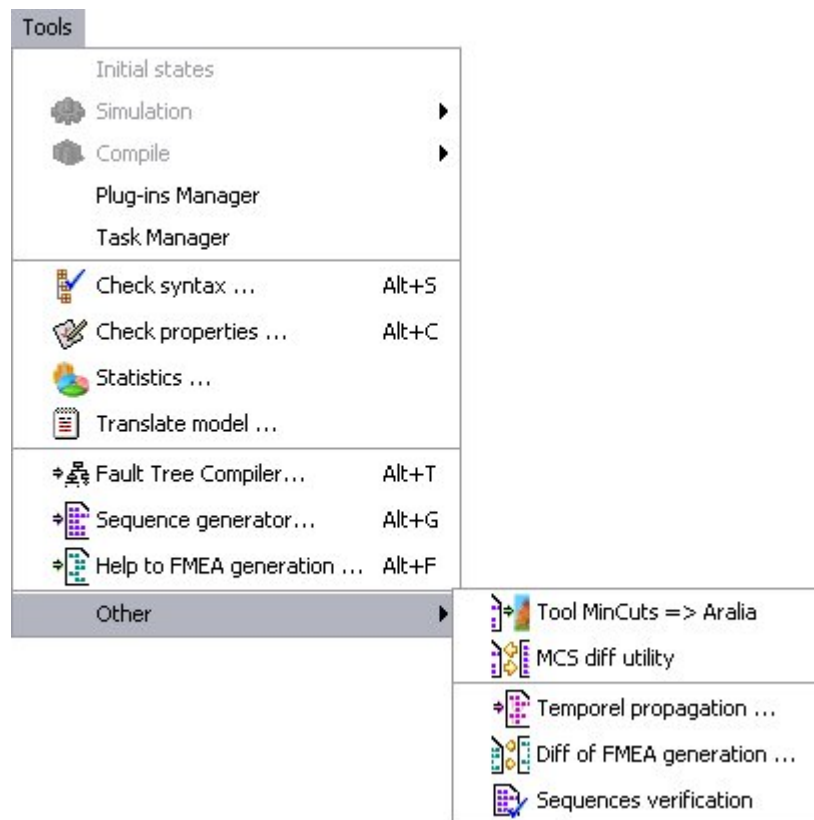 Tools
Initial states
Simulation
Compile
Plug-ins Manager
Task Manager
Check syntax ... Alt+S
Check properties ... Alt+C
Statistics ...
Translate model ...
Fault Tree Compiler... Alt+T
Sequence generator... Alt+G
Help to FMEA generation ... Alt+F
Other
Tool MinCuts => Aralia
MCS diff utility
Temporel propagation ...
Diff of FMEA generation ...
Sequences verification